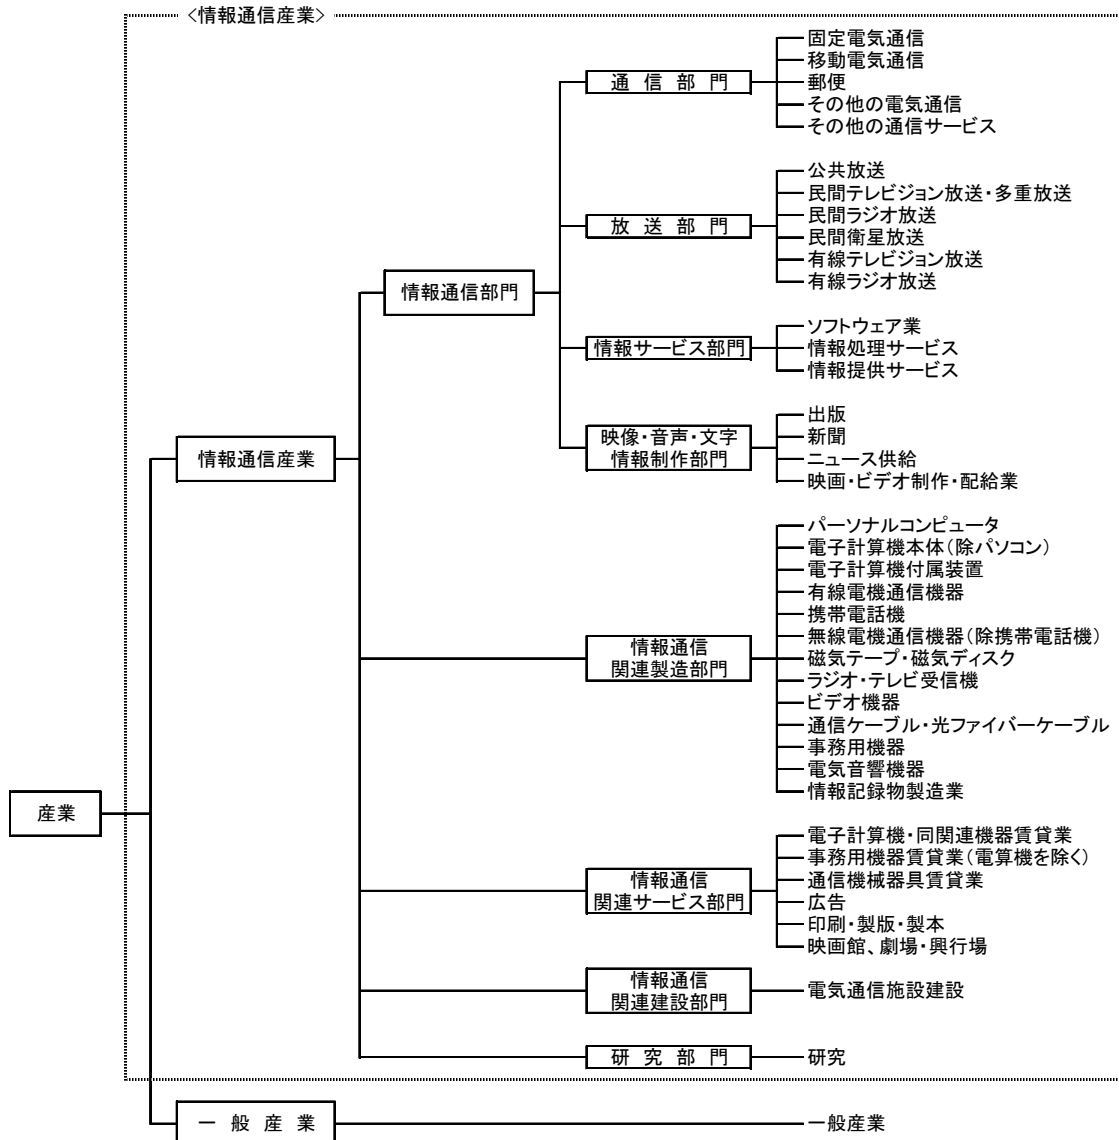 <情報通信産業>
固定電気通信
移動電気通信
通信部門
郵便
その他の電気通信
その他の通信サービス
公共放送
民間テレビジョン放送・多重放送
民間ラジオ放送
放送部門
民間衛星放送
有線テレビジョン放送
有線ラジオ放送
情報通信部門
ソフトウェア業
情報サービス部門
情報処理サービス
情報提供サービス
出版
映像・音声・文字
情報制作部門
新聞
ニュース供給
映画・ビデオ制作・配給業
情報通信産業
パーソナルコンピュータ
電子計算機本体(除パソコン)
電子計算機付属装置
有線電機通信機器
携帯電話機
無線電機通信機器(除携帯電話機)
情報通信
関連製造部門
磁気テープ・磁気ディスク
ラジオ・テレビ受信機
ビデオ機器
通信ケーブル・光ファイバーケーブル
事務用機器
電気音響機器
情報記録物製造業
産業
電子計算機・同関連機器賃貸業
事務用機器賃貸業(電算機を除く)
情報通信
関連サービス部門
通信機械器具賃貸業
広告
印刷・製版・製本
映画館、劇場・興行場
情報通信
関連建設部門
電気通信施設建設
研究部門
研究
一般産業
一般産業